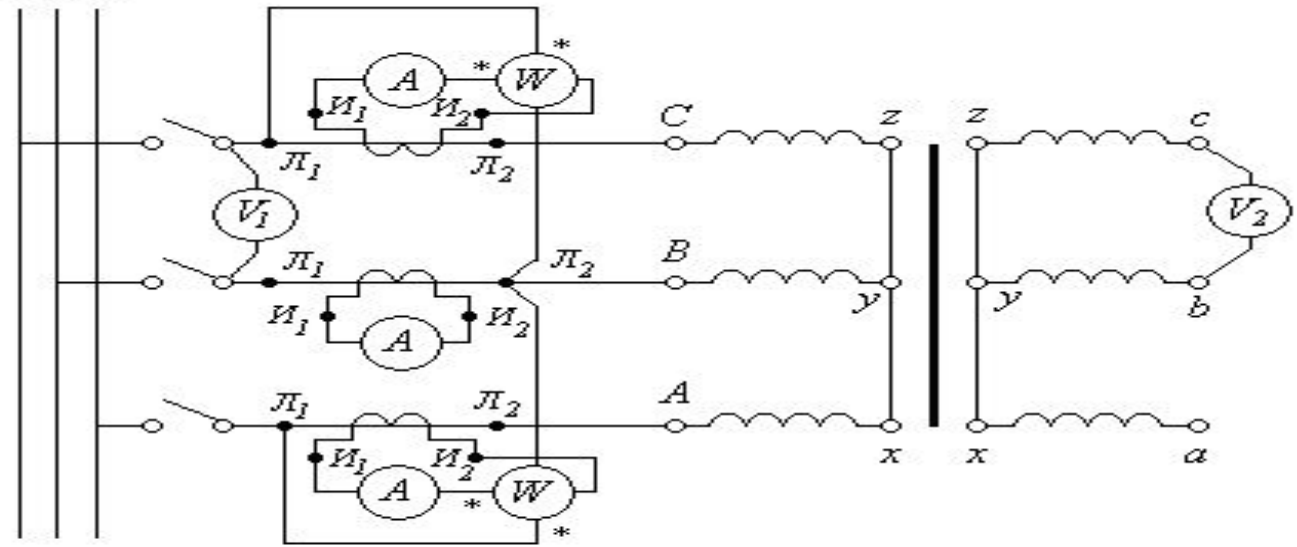 A * W *
И₁ И₂
Л₁ Л₂ C z z c
V₁ V₂
Л₁ Л₂ B y y b
И₁ A И₂
Л₁ Л₂ A x x a
И₁ И₂
A * W *